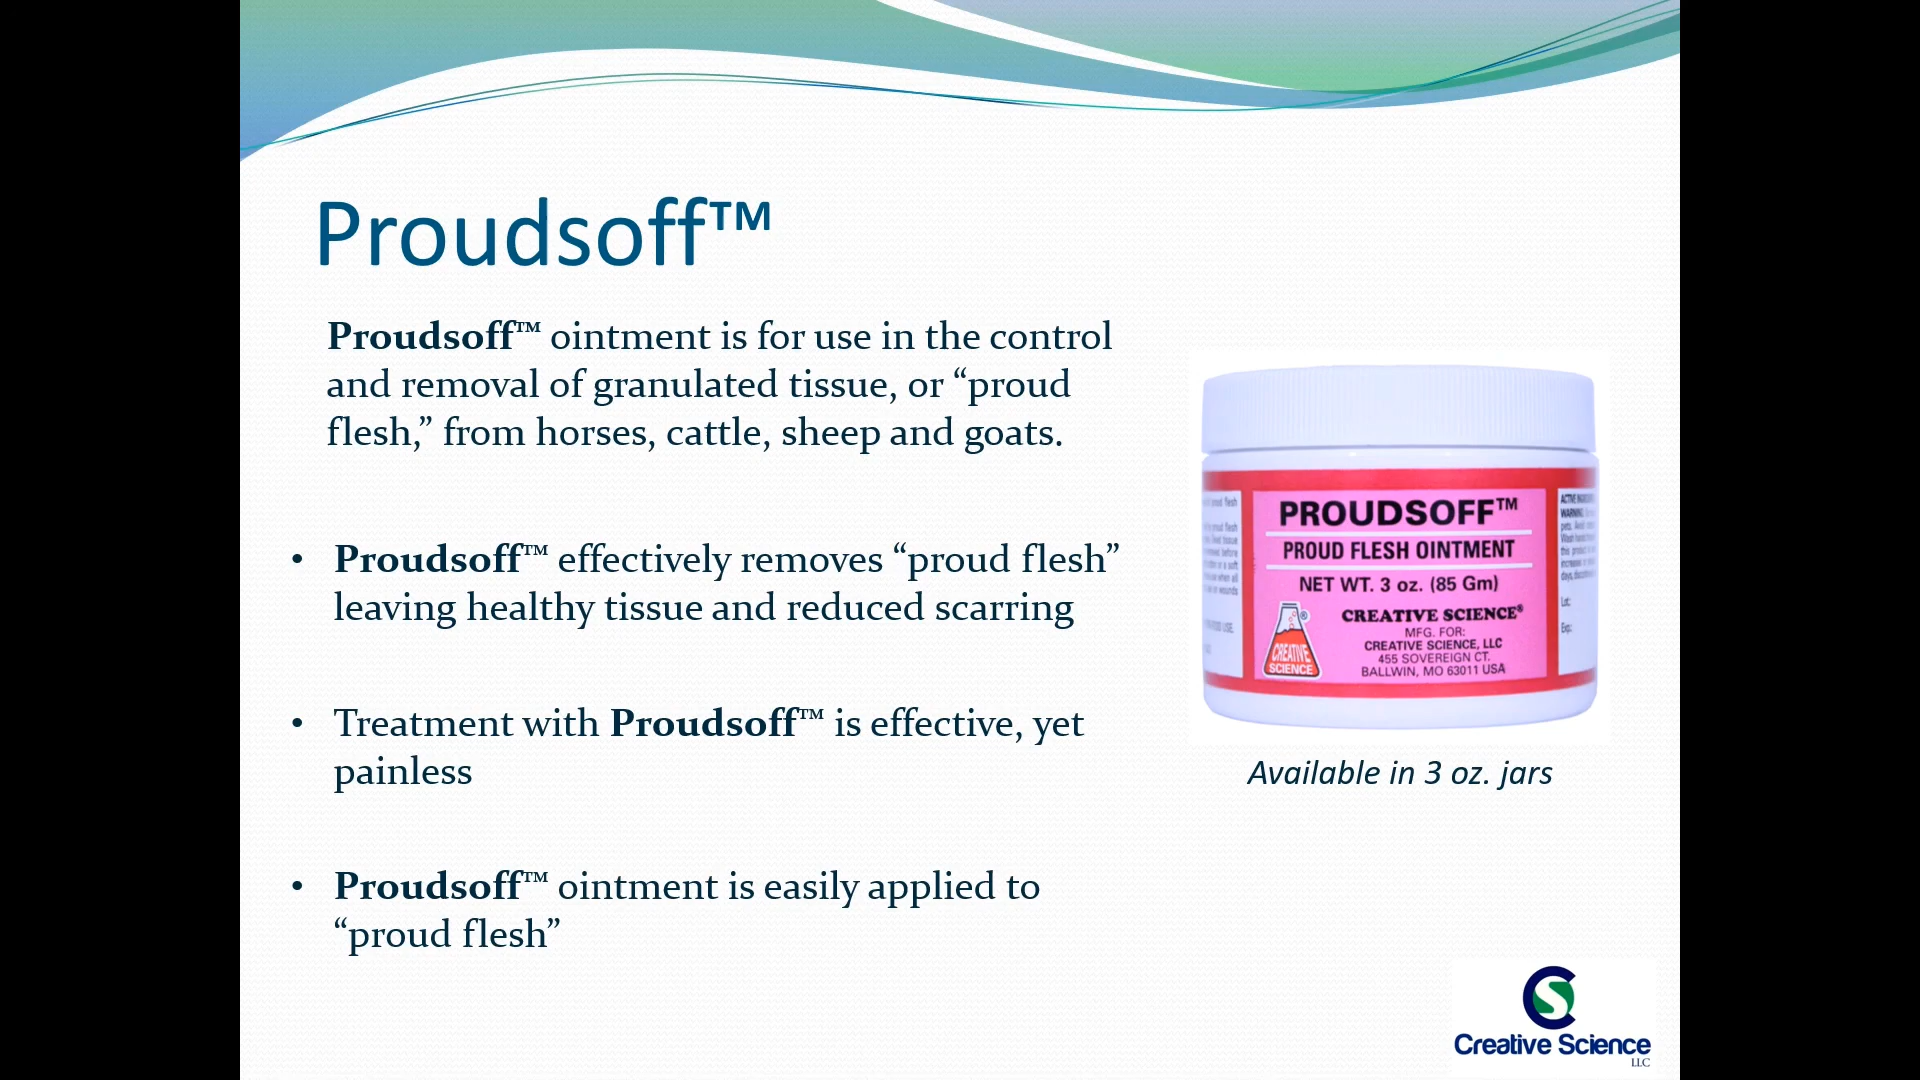 Proudsoff™
Proudsoff™ ointment is for use in the control
and removal of granulated tissue, or “proud
flesh,” from horses, cattle, sheep and goats.
• Proudsoff™ effectively removes “proud flesh”
leaving healthy tissue and reduced scarring
• Treatment with Proudsoff™ is effective, yet
painless
• Proudsoff™ ointment is easily applied to
“proud flesh”
PROUDSOFF™
PROUD FLESH OINTMENT
NET WT. 3 oz. (85 Gm)
CREATIVE SCIENCE®
MFG. FOR:
CREATIVE SCIENCE, LLC
455 SOVEREIGN CT.
BALLWIN, MO 63011 USA
®
CREATIVE
SCIENCE
WARNING
Lot:
Exp:
Available in 3 oz. jars
Creative Science
LLC